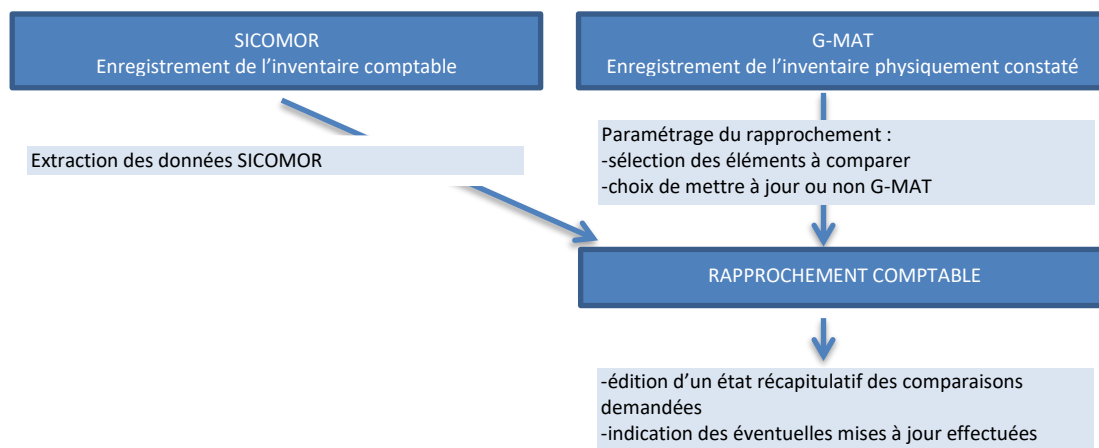 SICOMOR
Enregistrement de l’inventaire comptable
G-MAT
Enregistrement de l’inventaire physiquement constaté
Extraction des données SICOMOR
Paramétrage du rapprochement :
-sélection des éléments à comparer
-choix de mettre à jour ou non G-MAT
RAPPROCHEMENT COMPTABLE
-édition d’un état récapitulatif des comparaisons
demandées
-indication des éventuelles mises à jour effectuées